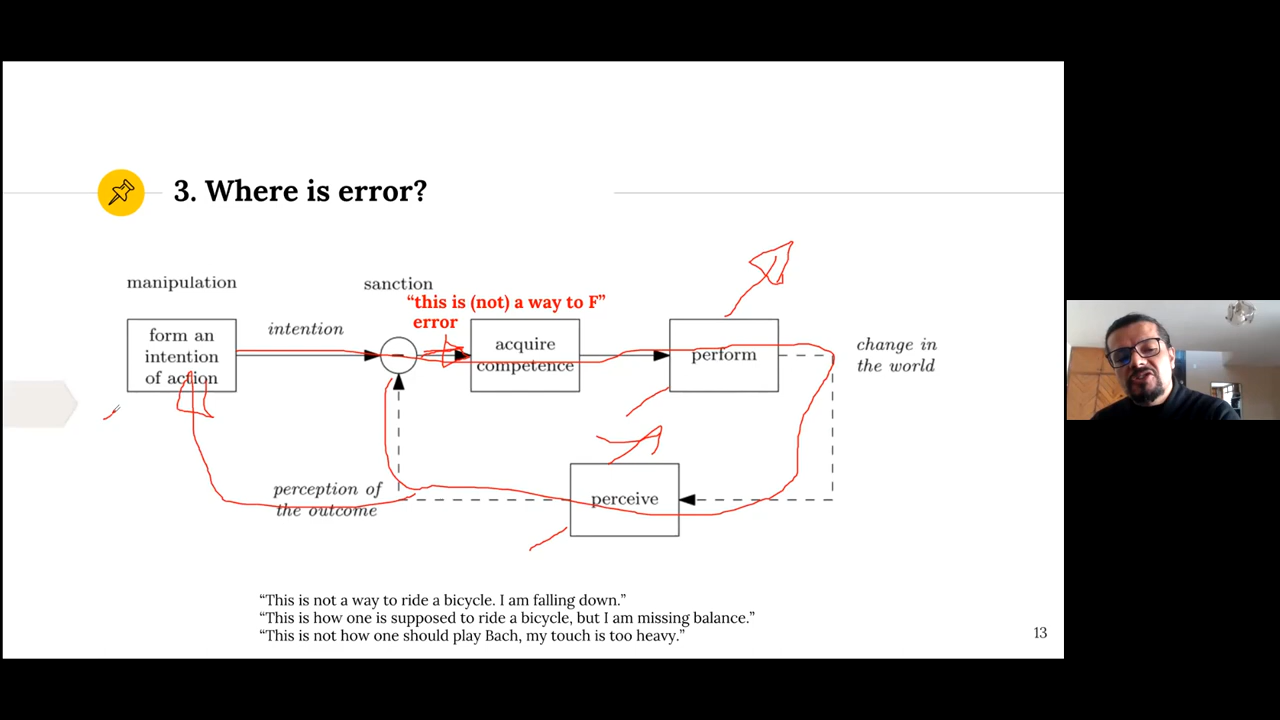 3. Where is error?
manipulation
sanction
“this is (not) a way to F”
error
form an
intention
of action
intention
acquire
competence
perform
change in
the world
perception of
the outcome
perceive
“This is not a way to ride a bicycle. I am falling down.”
“This is how one is supposed to ride a bicycle, but I am missing balance.”
“This is not how one should play Bach, my touch is too heavy.”
13